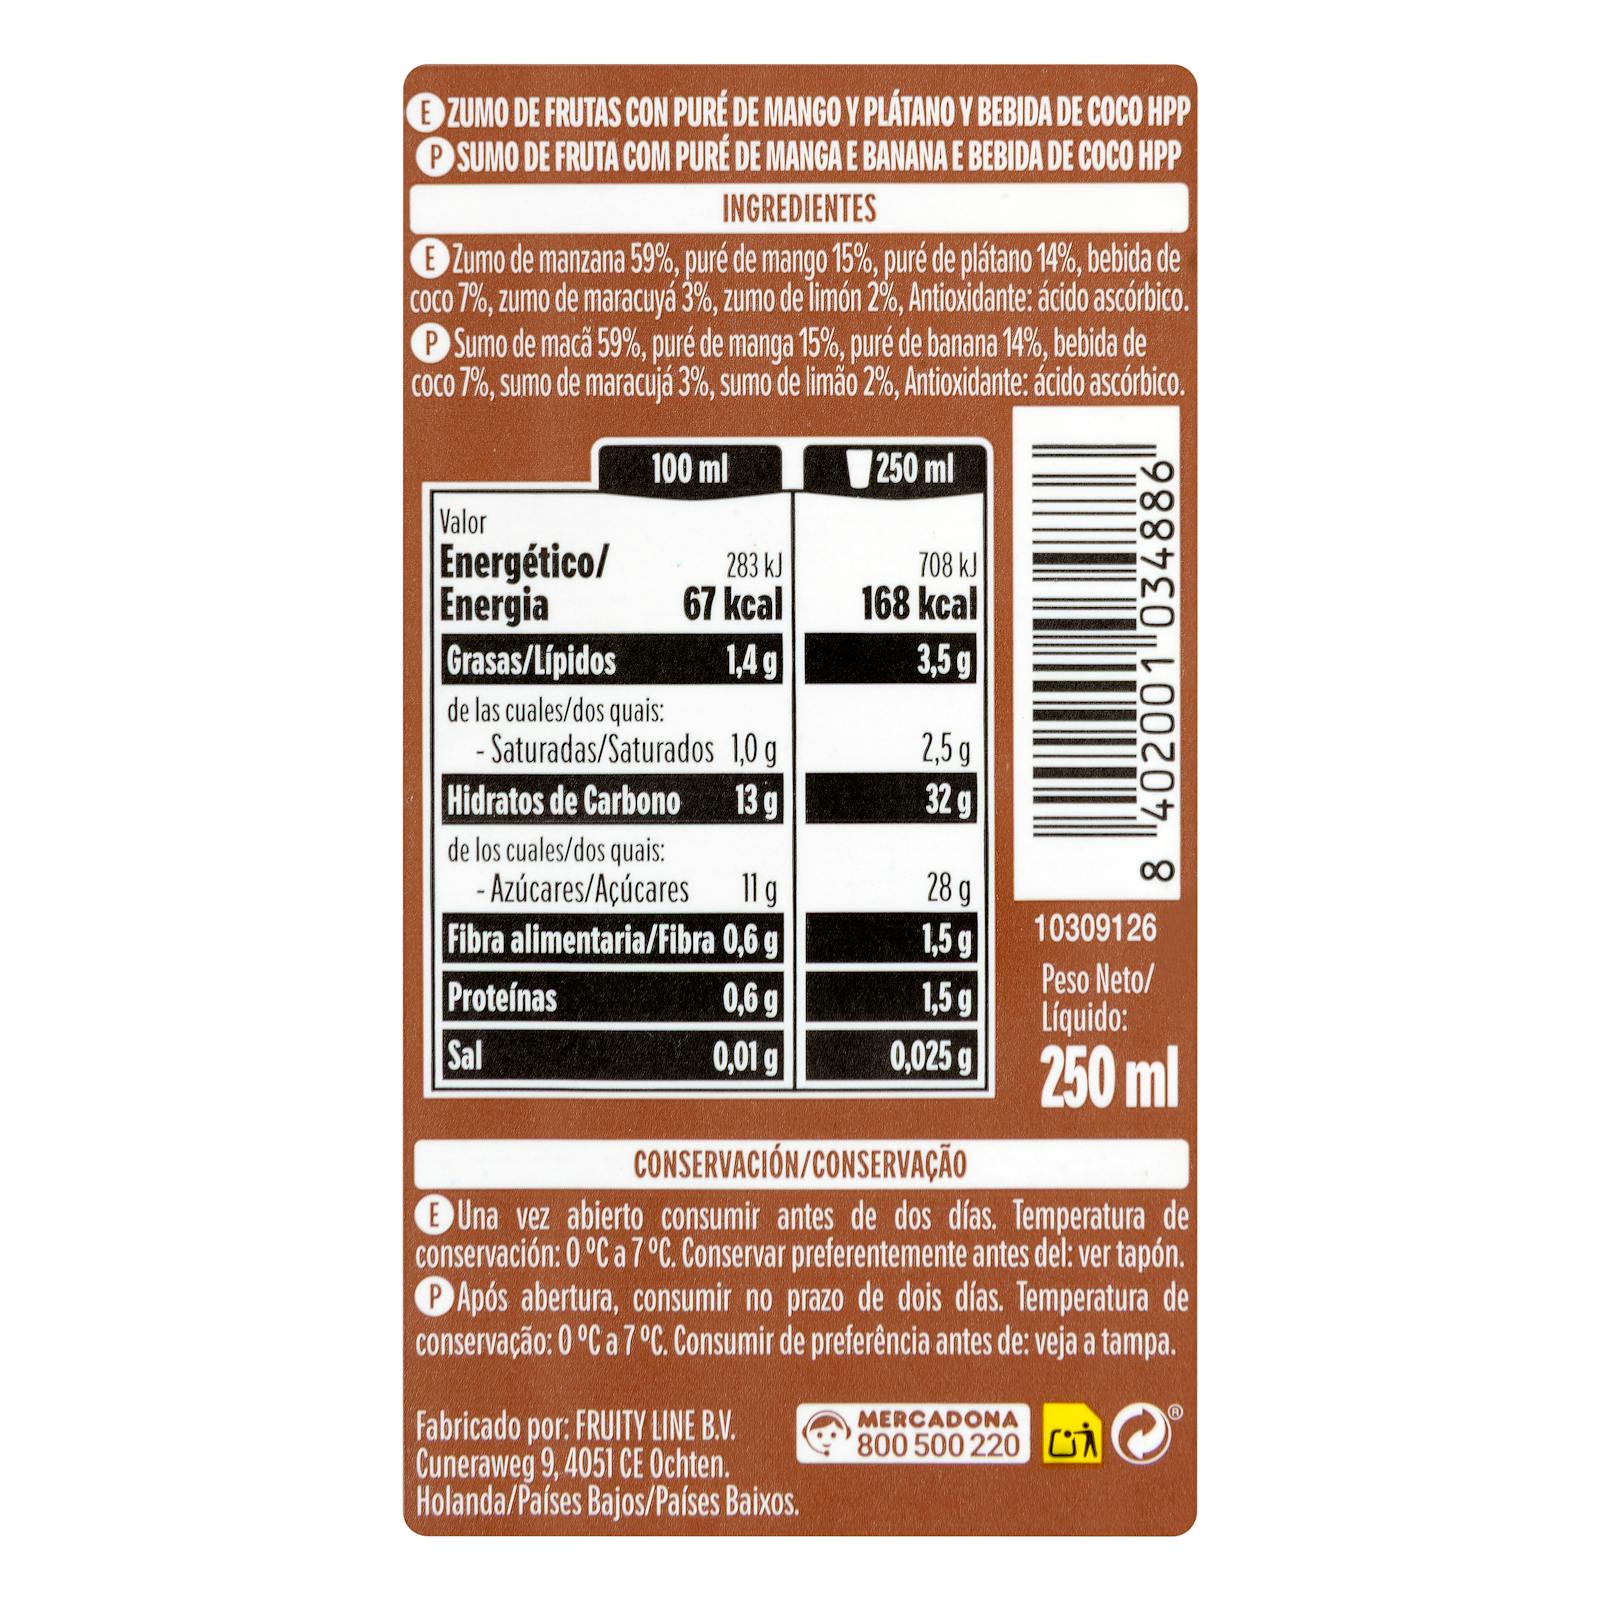 E ZUMO DE FRUTAS CON PURÉ DE MANGO Y PLÁTANO Y BEBIDA DE COCO HPP
P SUMO DE FRUTA COM PURÉ DE MANGA E BANANA E BEBIDA DE COCO HPP
INGREDIENTES
E Zumo de manzana 59%, puré de mango 15%, puré de plátano 14%, bebida de
coco 7%, zumo de maracuyá 3%, zumo de limón 2%, Antioxidante: ácido ascórbico.
P Sumo de macã 59%, puré de manga 15%, puré de banana 14%, bebida de
coco 7%, sumo de maracujá 3%, sumo de limão 2%, Antioxidante: ácido ascórbico.
100 ml 250 ml
Valor
Energético/ 283 kJ 708 kJ
Energia 67 kcal 168 kcal
Grasas/Lípidos 1,4 g 3,5 g
de las cuales/dos quais:
- Saturadas/Saturados 1,0 g 2,5 g
Hidratos de Carbono 13 g 32 g
de los cuales/dos quais:
- Azúcares/Açúcares 11 g 28 g
Fibra alimentaria/Fibra 0,6 g 1,5 g
Proteínas 0,6 g 1,5 g
Sal 0,01 g 0,025 g
8 402001 034886
10309126
Peso Neto/
Líquido:
250 ml
CONSERVACIÓN/CONSERVAÇÃO
E Una vez abierto consumir antes de dos días. Temperatura de
conservación: 0 ºC a 7 ºC. Conservar preferentemente antes del: ver tapón.
P Após abertura, consumir no prazo de dois días. Temperatura de
conservação: 0 ºC a 7 ºC. Consumir de preferência antes de: veja a tampa.
Fabricado por: FRUITY LINE B.V.
Cuneraweg 9, 4051 CE Ochten.
Holanda/Países Bajos/Países Baixos.
MERCADONA
800 500 220
®